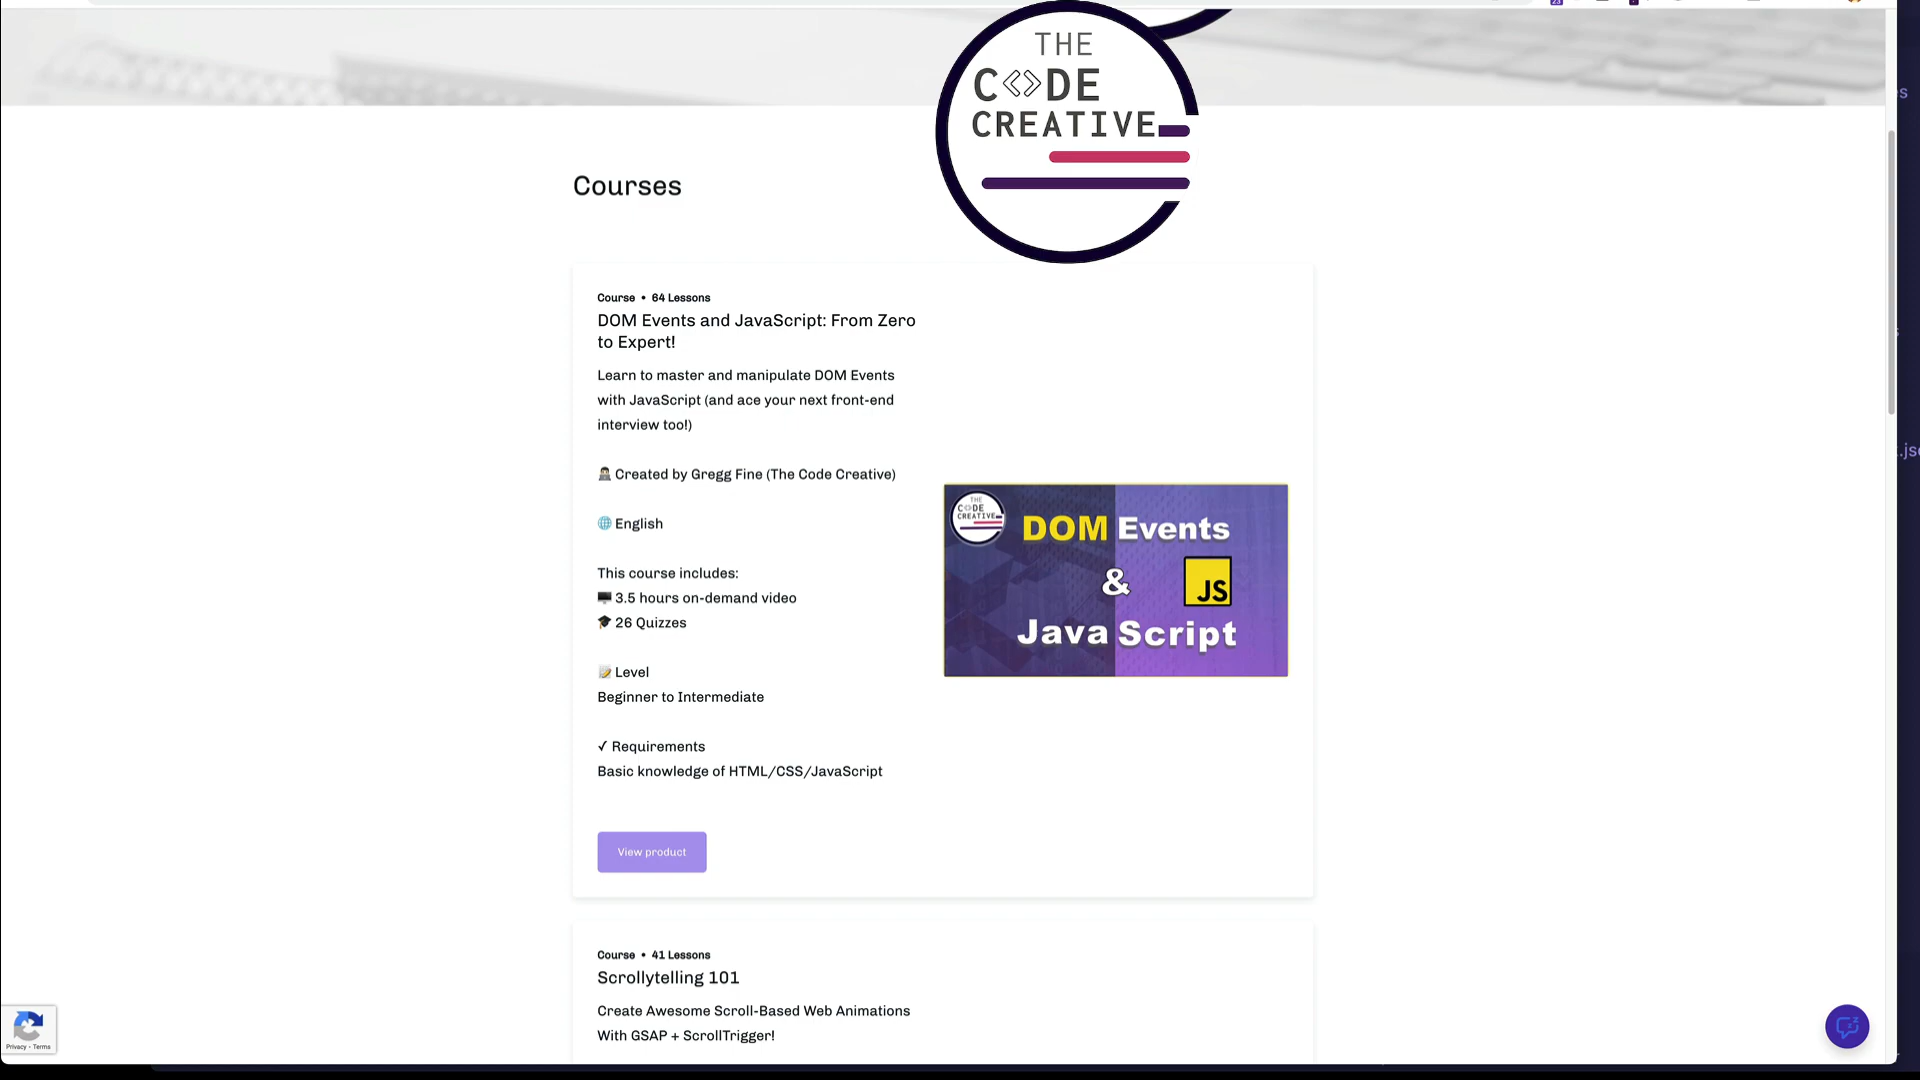 THE
C<>DE
CREATIVE
Courses
Course • 64 Lessons
DOM Events and JavaScript: From Zero
to Expert!
Learn to master and manipulate DOM Events
with JavaScript (and ace your next front-end
interview too!)
Created by Gregg Fine (The Code Creative)
English
This course includes:
3.5 hours on-demand video
26 Quizzes
Level
Beginner to Intermediate
✓ Requirements
Basic knowledge of HTML/CSS/JavaScript
View product
THE
C<>DE
CREATIVE
DOM Events
&
JS
Java Script
Course • 41 Lessons
Scrollytelling 101
Create Awesome Scroll-Based Web Animations
With GSAP + ScrollTrigger!
Privacy - Terms